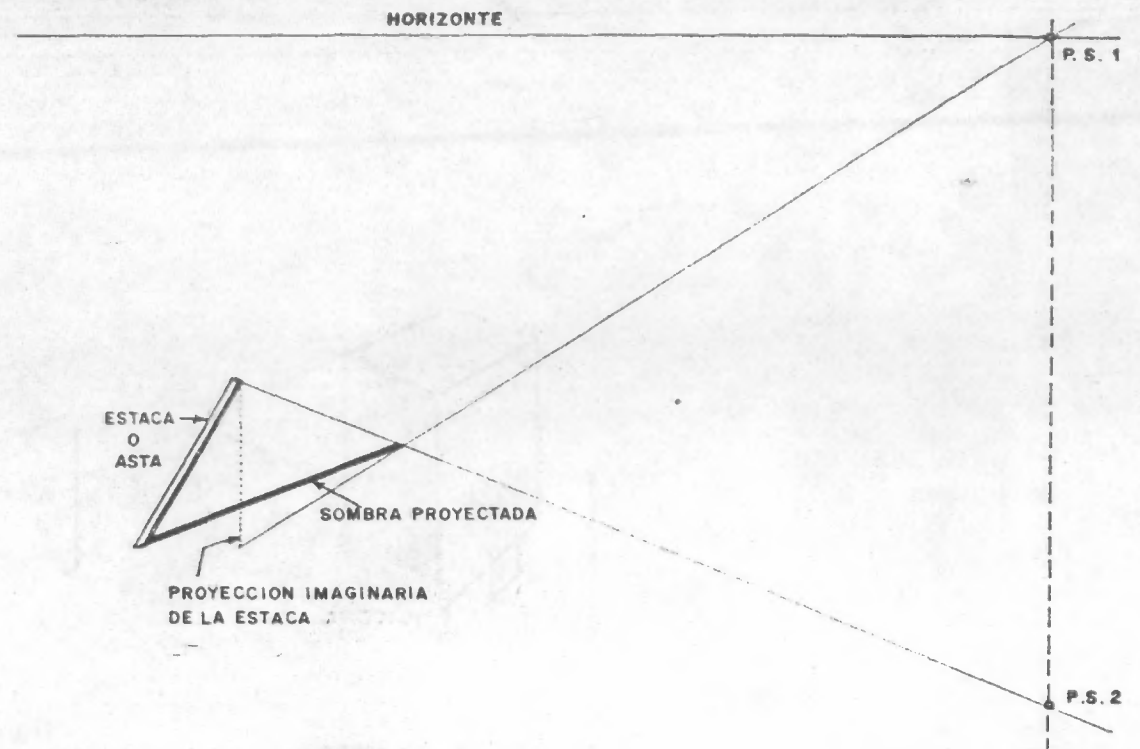 HORIZONTE
P. S. 1
ESTACA
O
ASTA
SOMBRA PROYECTADA
PROYECCION IMAGINARIA
DE LA ESTACA
P.S. 2